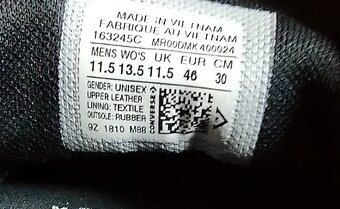 MADE IN VIETNAM
FABRIQUE AU VIETNAM
163245C MR00DMK400024
MENS WO'S UK EUR CM
11.5 13.5 11.5 46 30
GENDER: UNISEX
UPPER: LEATHER
LINING: TEXTILE
OUTSOLE: RUBBER
9Z 1810 M88
CONVERSE